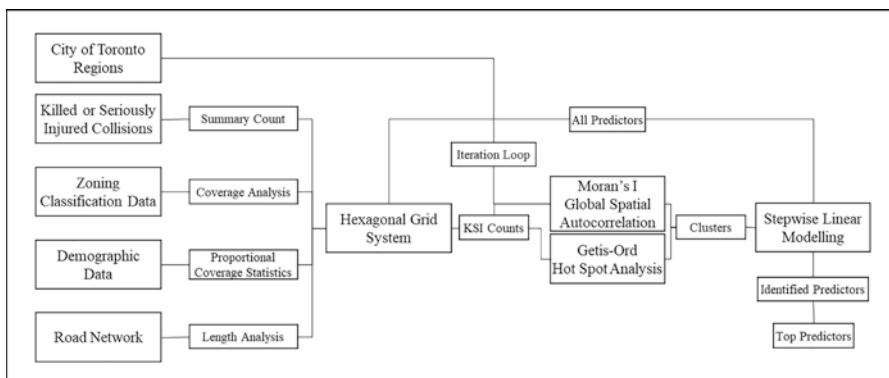 City of Toronto
Regions
Killed or Seriously
Injured Collisions
Summary Count
All Predictors
Iteration Loop
Zoning
Classification Data
Coverage Analysis
Moran's I
Global Spatial
Autocorrelation
Hexagonal Grid
System
KSI Counts
Clusters
Stepwise Linear
Modelling
Getis-Ord
Hot Spot Analysis
Demographic
Data
Proportional
Coverage Statistics
Identified Predictors
Road Network
Length Analysis
Top Predictors